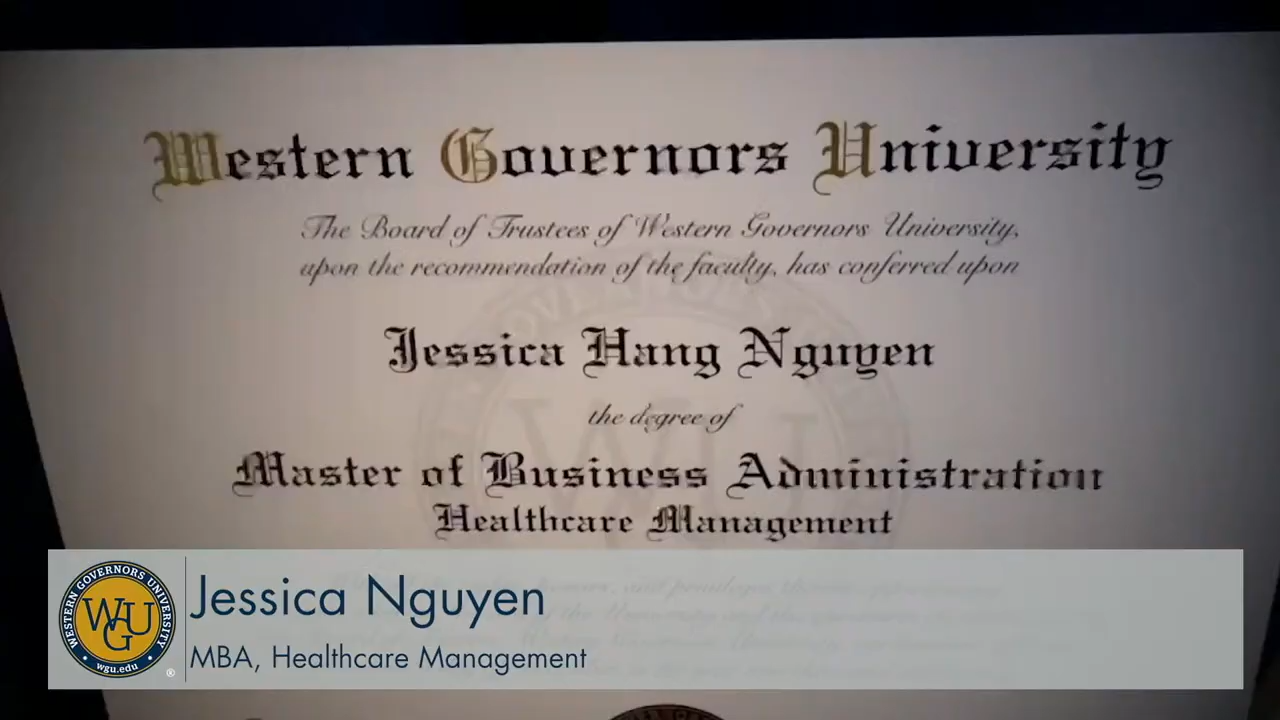 Western Governors University
The Board of Trustees of Western Governors University,
upon the recommendation of the faculty, has conferred upon
Jessica Hang Nguyen
the degree of
Master of Business Administration
Healthcare Management
WESTERN GOVERNORS UNIVERSITY
WGU
wgu.edu
®
Jessica Nguyen
MBA, Healthcare Management